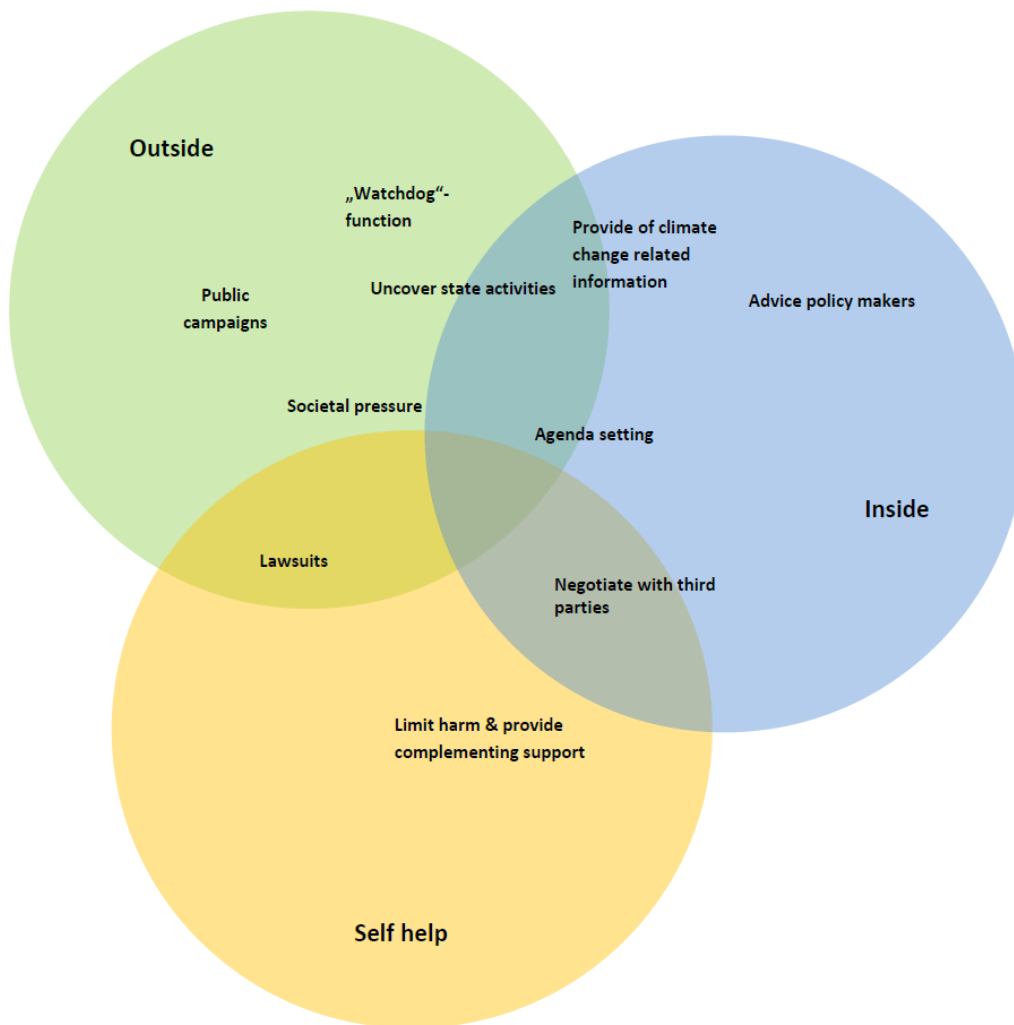 Outside
„Watchdog“-
function
Provide of climate
change related
information
Uncover state activities
Public
campaigns
Advice policy makers
Societal pressure
Agenda setting
Inside
Lawsuits
Negotiate with third
parties
Limit harm & provide
complementing support
Self help